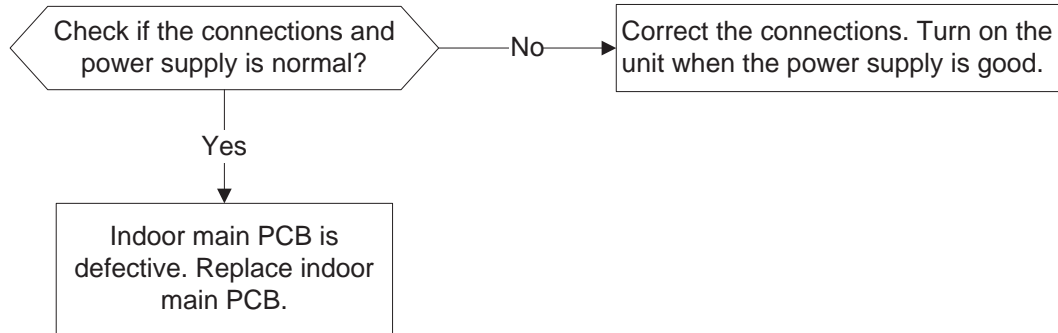 Check if the connections and
power supply is normal?
No
Correct the connections. Turn on the
unit when the power supply is good.
Yes
Indoor main PCB is
defective. Replace indoor
main PCB.